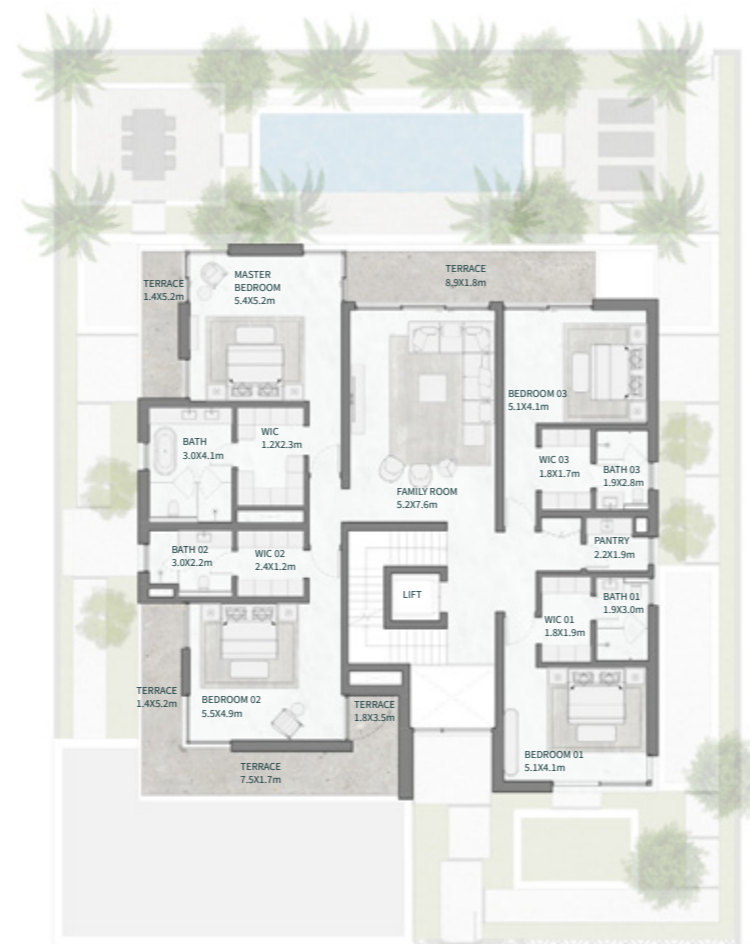 TERRACE
1.4X5.2m
MASTER
BEDROOM
5.4X5.2m
TERRACE
8.9X1.8m
BEDROOM 03
5.1X4.1m
WIC
1.2X2.3m
BATH
3.0X4.1m
WIC 03
1.8X1.7m
BATH 03
1.9X2.8m
FAMILY ROOM
5.2X7.6m
PANTRY
2.2X1.9m
BATH 02
3.0X2.2m
WIC 02
2.4X1.2m
LIFT
BATH 01
1.9X3.0m
WIC 01
1.8X1.9m
TERRACE
1.4X5.2m
BEDROOM 02
5.5X4.9m
TERRACE
1.8X3.5m
BEDROOM 01
5.1X4.1m
TERRACE
7.5X1.7m